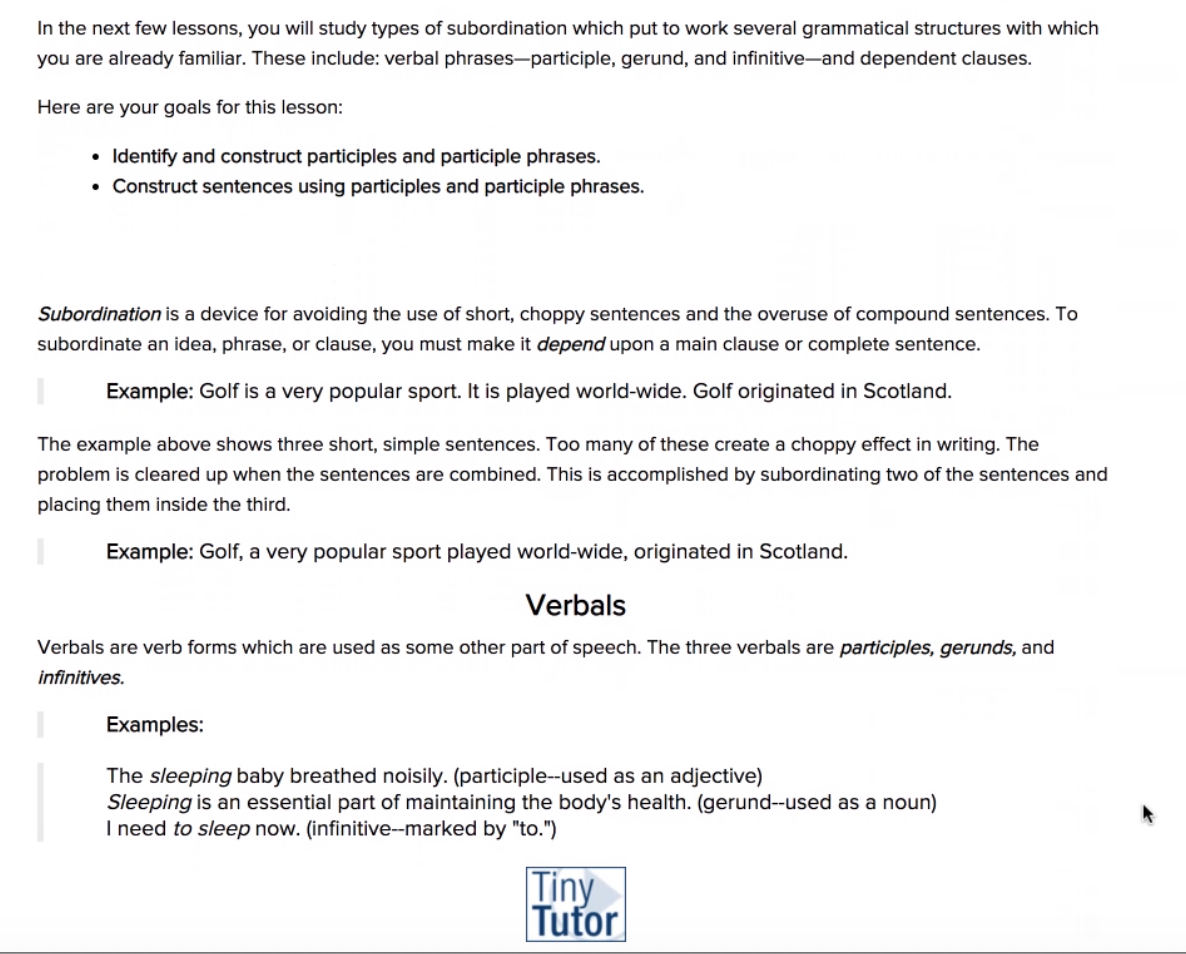 In the next few lessons, you will study types of subordination which put to work several grammatical structures with which
you are already familiar. These include: verbal phrases—participle, gerund, and infinitive—and dependent clauses.
Here are your goals for this lesson:
• Identify and construct participles and participle phrases.
• Construct sentences using participles and participle phrases.
Subordination is a device for avoiding the use of short, choppy sentences and the overuse of compound sentences. To
subordinate an idea, phrase, or clause, you must make it depend upon a main clause or complete sentence.
Example: Golf is a very popular sport. It is played world-wide. Golf originated in Scotland.
The example above shows three short, simple sentences. Too many of these create a choppy effect in writing. The
problem is cleared up when the sentences are combined. This is accomplished by subordinating two of the sentences and
placing them inside the third.
Example: Golf, a very popular sport played world-wide, originated in Scotland.
Verbals
Verbals are verb forms which are used as some other part of speech. The three verbals are participles, gerunds, and
infinitives.
Examples:
The sleeping baby breathed noisily. (participle--used as an adjective)
Sleeping is an essential part of maintaining the body's health. (gerund--used as a noun)
I need to sleep now. (infinitive--marked by "to.")
Tiny
Tutor